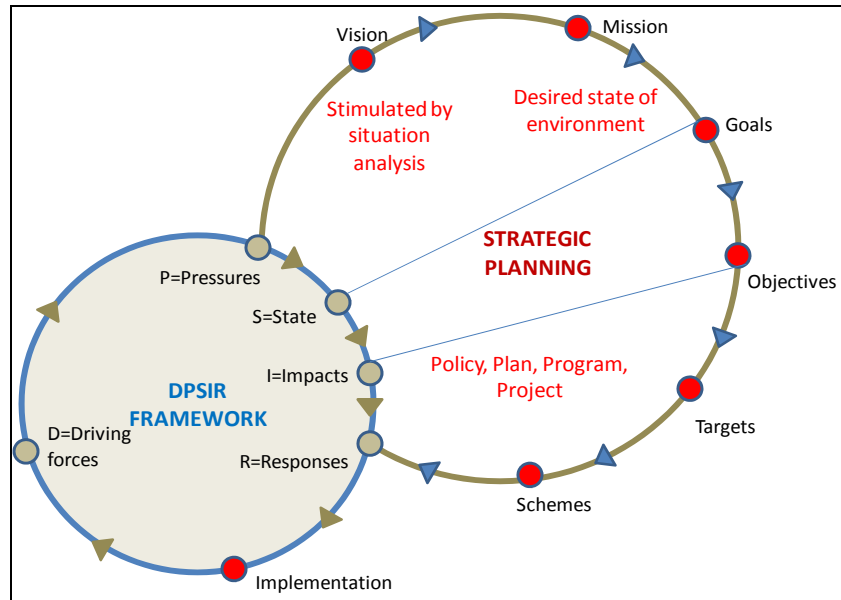 Vision
Mission
Stimulated by
situation
analysis
Desired state of
environment
Goals
STRATEGIC
PLANNING
P=Pressures
Objectives
S=State
Policy, Plan, Program,
Project
I=Impacts
DPSIR
FRAMEWORK
D=Driving
forces
R=Responses
Targets
Schemes
Implementation